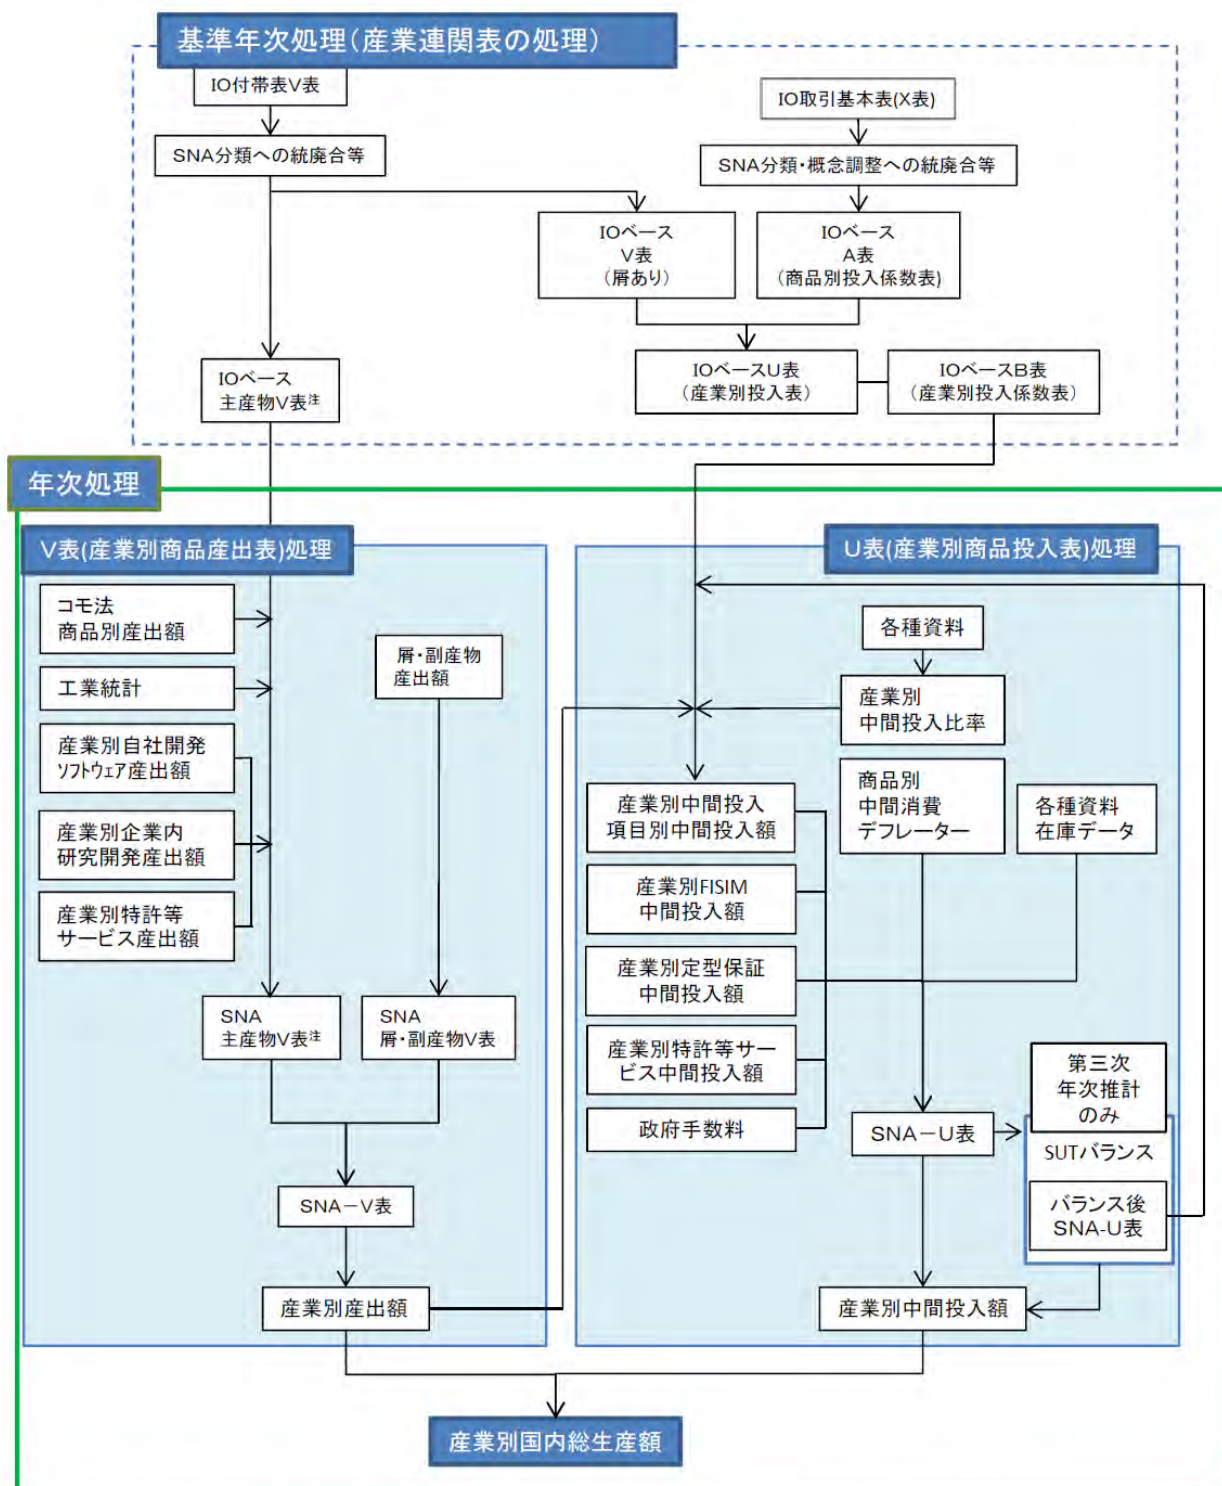 基準年次処理(産業連関表の処理)
IO付帯表V表
IO取引基本表(X表)
SNA分類への統廃合等
SNA分類・概念調整への統廃合等
IOベース
V表
(屑あり)
IOベース
A表
(商品別投入係数表)
IOベース
主産物V表注
IOベースU表
(産業別投入表)
IOベースB表
(産業別投入係数表)
年次処理
V表(産業別商品産出表)処理
コモ法
商品別産出額
工業統計
産業別自社開発
ソフトウェア産出額
産業別企業内
研究開発産出額
産業別特許等
サービス産出額
屑・副産物
産出額
SNA
主産物V表注
SNA
屑・副産物V表
SNA-V表
産業別産出額
U表(産業別商品投入表)処理
各種資料
産業別
中間投入比率
産業別中間投入
項目別中間投入額
商品別
中間消費
デフレーター
各種資料
在庫データ
産業別FISIM
中間投入額
産業別定型保証
中間投入額
産業別特許等サー
ビス中間投入額
政府手数料
SNA-U表
第三次
年次推計
のみ
SUTバランス
バランス後
SNA-U表
産業別中間投入額
産業別国内総生産額